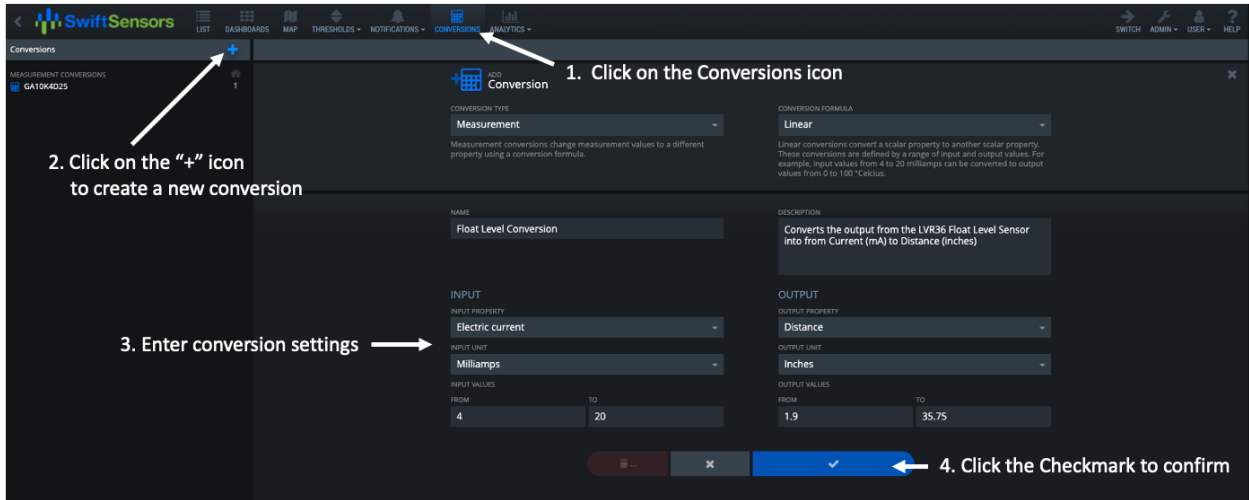 SwiftSensors
LIST
DASHBOARDS
MAP
THRESHOLDS
NOTIFICATIONS
CONVERSIONS
ANALYTICS
SWITCH
ADMIN
USER
HELP
Conversions
1. Click on the Conversions icon
MEASUREMENT CONVERSIONS
GA10K4D25
1
2. Click on the “+” icon
to create a new conversion
ADD
Conversion
CONVERSION TYPE
Measurement
Measurement conversions change measurement values to a different
property using a conversion formula.
CONVERSION FORMULA
Linear
Linear conversions convert a scalar property to another scalar property.
These conversions are defined by a range of input and output values. For
example, input values from 4 to 20 milliamps can be converted to output
values from 0 to 100 °Celcius.
NAME
Float Level Conversion
DESCRIPTION
Converts the output from the LVR36 Float Level Sensor
into from Current (mA) to Distance (inches)
3. Enter conversion settings
INPUT
INPUT PROPERTY
Electric current
INPUT UNIT
Milliamps
INPUT VALUES
FROM
4
TO
20
OUTPUT
OUTPUT PROPERTY
Distance
OUTPUT UNIT
Inches
OUTPUT VALUES
FROM
1.9
TO
35.75
...
4. Click the Checkmark to confirm